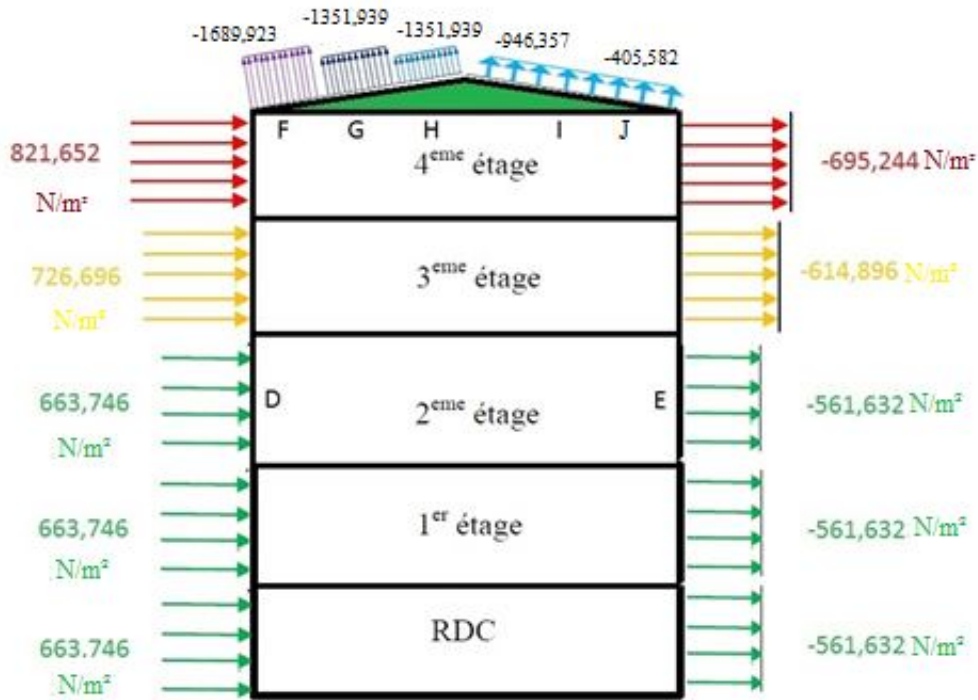 -1689,923 -1351,939 -1351,939 -946,357 -405,582
F G H I J
821,652 N/m²
4eme étage
-695,244 N/m²
726,696 N/m²
3eme étage
-614,896 N/m²
663,746 N/m²
D
2eme étage
E
-561,632 N/m²
663,746 N/m²
1er étage
-561,632 N/m²
663,746 N/m²
RDC
-561,632 N/m²